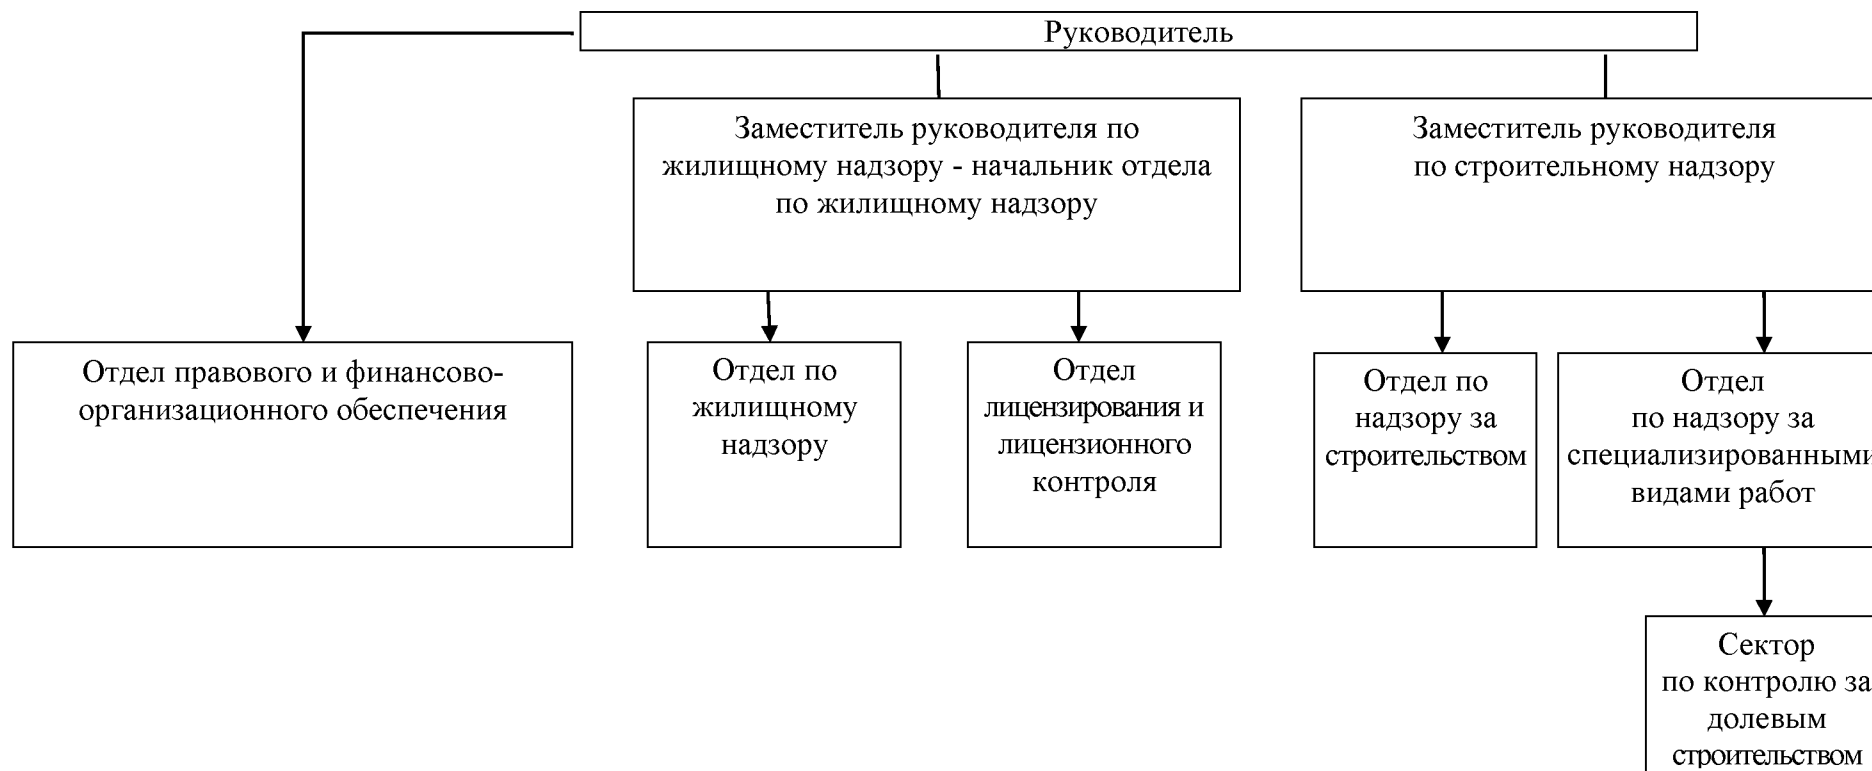 Руководитель
Заместитель руководителя по
жилищному надзору - начальник отдела
по жилищному надзору
Заместитель руководителя
по строительному надзору
Отдел правового и финансово-
организационного обеспечения
Отдел по
жилищному
надзору
Отдел
лицензирования и
лицензионного
контроля
Отдел по
надзору за
строительством
Отдел
по надзору за
специализированными
видами работ
Сектор
по контролю за
долевым
строительством